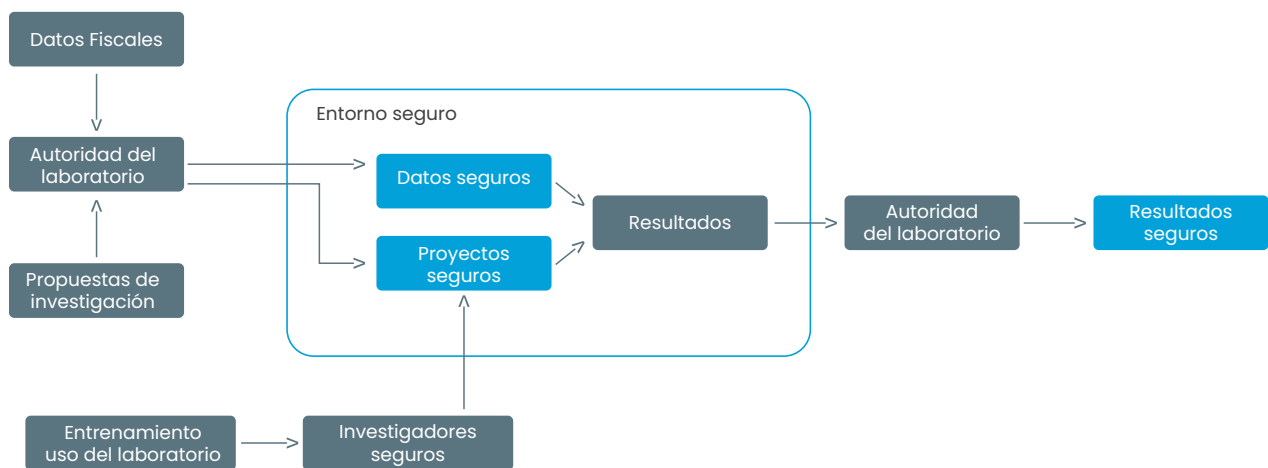 Datos Fiscales
Entorno seguro
Autoridad del
laboratorio
Datos seguros
Resultados
Autoridad
del laboratorio
Resultados
seguros
Proyectos
seguros
Propuestas de
investigación
Entrenamiento
uso del laboratorio
Investigadores
seguros